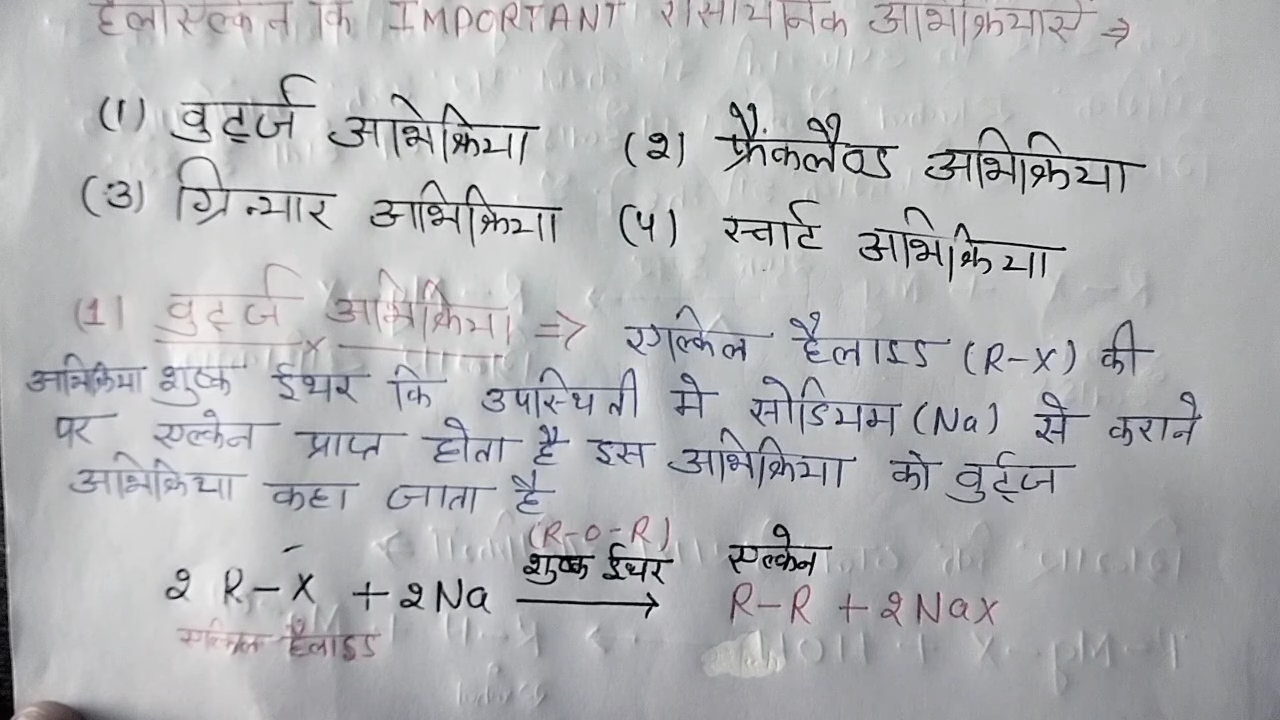 हैलोएल्केन कि IMPORTANT रासायनिक अभिक्रियाएं ⇒
(1) वुर्ट्ज अभिक्रिया (2) फ्रैंकलैण्ड अभिक्रिया
(3) ग्रिन्यार अभिक्रिया (4) स्वार्ट अभिक्रिया
(1) वुर्ट्ज अभिक्रिया ⇒ एल्किल हैलाइड (R-X) की
अभिक्रिया शुष्क ईथर कि उपस्थिती मे सोडियम (Na) से कराने
पर एल्केन प्राप्त होता है इस अभिक्रिया को वुर्ट्ज
अभिक्रिया कहा जाता है
(R-O-R)
शुष्क ईथर एल्केन
2 R-X + 2Na → R-R + 2NaX
एल्किल हैलाइड